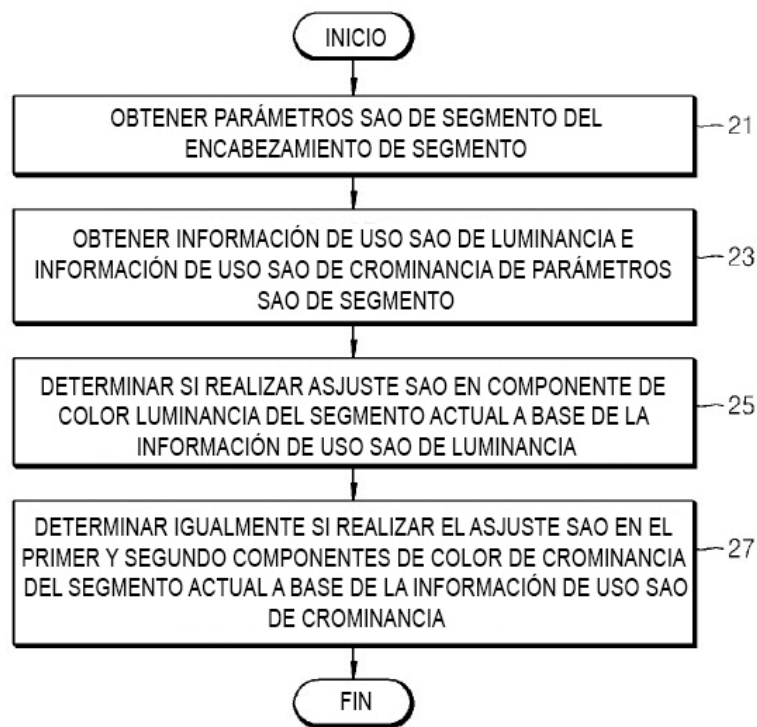 INICIO
OBTENER PARÁMETROS SAO DE SEGMENTO DEL
ENCABEZAMIENTO DE SEGMENTO
21
OBTENER INFORMACIÓN DE USO SAO DE LUMINANCIA E
INFORMACIÓN DE USO SAO DE CROMINANCIA DE PARÁMETROS
SAO DE SEGMENTO
23
DETERMINAR SI REALIZAR ASJUSTE SAO EN COMPONENTE DE
COLOR LUMINANCIA DEL SEGMENTO ACTUAL A BASE DE LA
INFORMACIÓN DE USO SAO DE LUMINANCIA
25
DETERMINAR IGUALMENTE SI REALIZAR EL ASJUSTE SAO EN EL
PRIMER Y SEGUNDO COMPONENTES DE COLOR DE CROMINANCIA
DEL SEGMENTO ACTUAL A BASE DE LA INFORMACIÓN DE USO SAO
DE CROMINANCIA
27
FIN